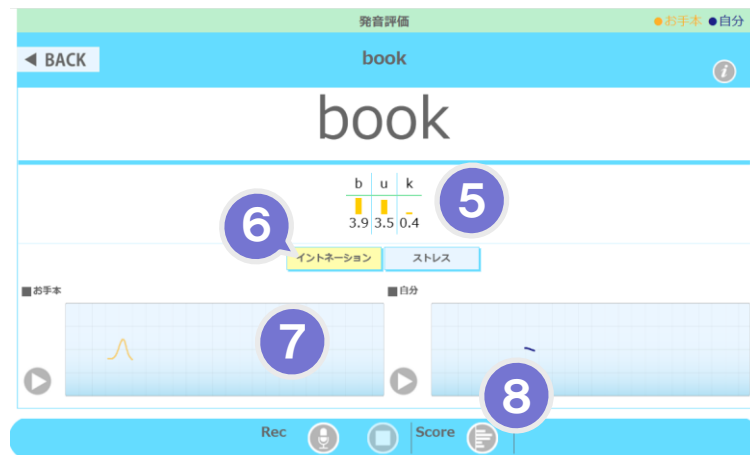 発音評価 ●お手本 ●自分
◀ BACK book i
book
b u k
3.9 3.5 0.4
5
6
イントネーション ストレス
■お手本 ■自分
7
8
Rec Score